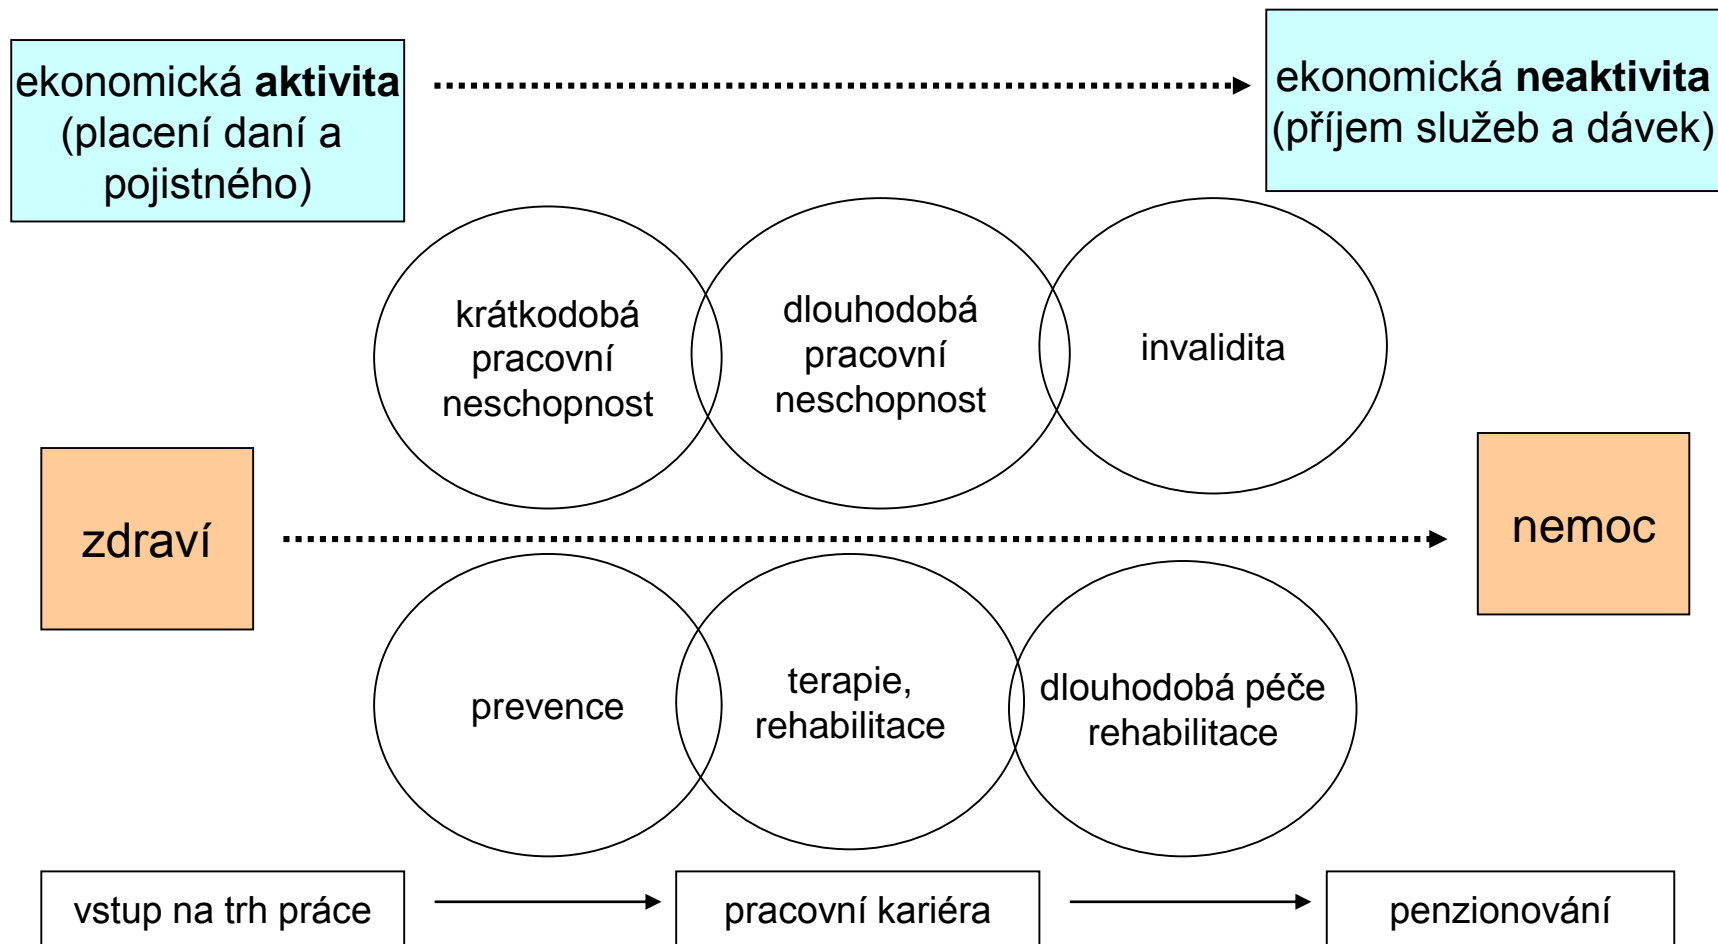 ekonomická aktivita
(placení daní a
pojistného)
ekonomická neaktivita
(příjem služeb a dávek)
krátkodobá
pracovní
neschopnost
dlouhodobá
pracovní
neschopnost
invalidita
zdraví
nemoc
prevence
terapie,
rehabilitace
dlouhodobá péče
rehabilitace
vstup na trh práce
pracovní kariéra
penzionování